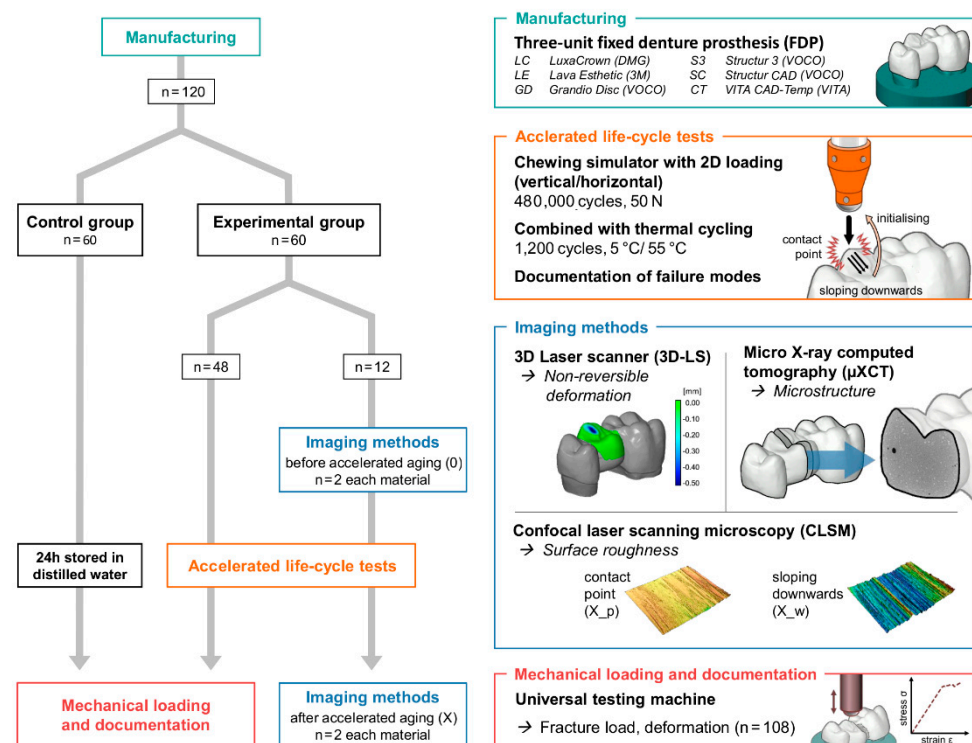 Manufacturing
n=120
Control group
n=60
Experimental group
n=60
n=48
n=12
Imaging methods
before accelerated aging (0)
n=2 each material
24h stored in
distilled water
Accelerated life-cycle tests
Mechanical loading
and documentation
Imaging methods
after accelerated aging (X)
n=2 each material
Manufacturing
Three-unit fixed denture prosthesis (FDP)
LC LuxaCrown (DMG) S3 Structur 3 (VOCO)
LE Lava Esthetic (3M) SC Structur CAD (VOCO)
GD Grandio Disc (VOCO) CT VITA CAD-Temp (VITA)
Acclerated life-cycle tests
Chewing simulator with 2D loading
(vertical/horizontal)
480,000 cycles, 50 N
Combined with thermal cycling
1,200 cycles, 5 °C/ 55 °C
Documentation of failure modes
initialising
contact
point
sloping downwards
Imaging methods
3D Laser scanner (3D-LS)
→ Non-reversible
deformation
[mm]
0.00
-0.10
-0.20
-0.30
-0.40
-0.50
Micro X-ray computed
tomography (µXCT)
→ Microstructure
Confocal laser scanning microscopy (CLSM)
→ Surface roughness
contact
point
(X_p)
sloping
downwards
(X_w)
Mechanical loading and documentation
Universal testing machine
→ Fracture load, deformation (n=108)
stress σ
strain ε